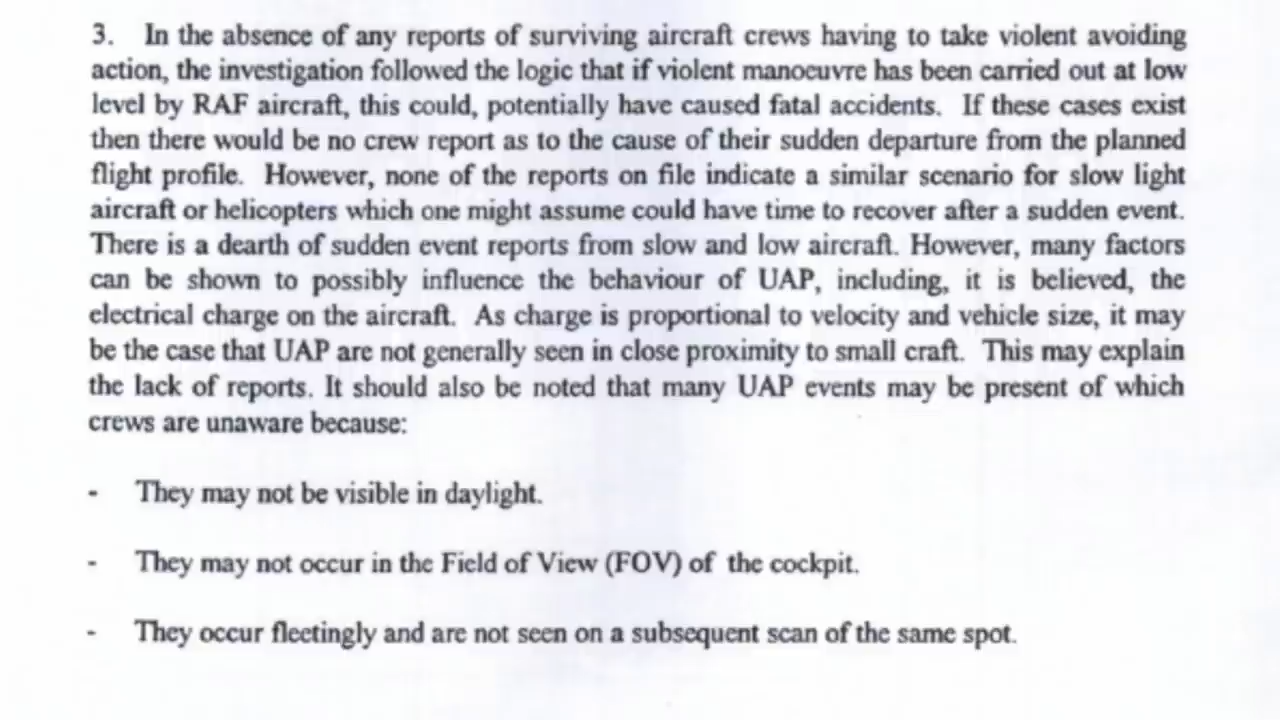 3. In the absence of any reports of surviving aircraft crews having to take violent avoiding
action, the investigation followed the logic that if violent manoeuvre has been carried out at low
level by RAF aircraft, this could, potentially have caused fatal accidents. If these cases exist
then there would be no crew report as to the cause of their sudden departure from the planned
flight profile. However, none of the reports on file indicate a similar scenario for slow light
aircraft or helicopters which one might assume could have time to recover after a sudden event.
There is a dearth of sudden event reports from slow and low aircraft. However, many factors
can be shown to possibly influence the behaviour of UAP, including, it is believed, the
electrical charge on the aircraft. As charge is proportional to velocity and vehicle size, it may
be the case that UAP are not generally seen in close proximity to small craft. This may explain
the lack of reports. It should also be noted that many UAP events may be present of which
crews are unaware because:
- They may not be visible in daylight.
- They may not occur in the Field of View (FOV) of the cockpit.
- They occur fleetingly and are not seen on a subsequent scan of the same spot.